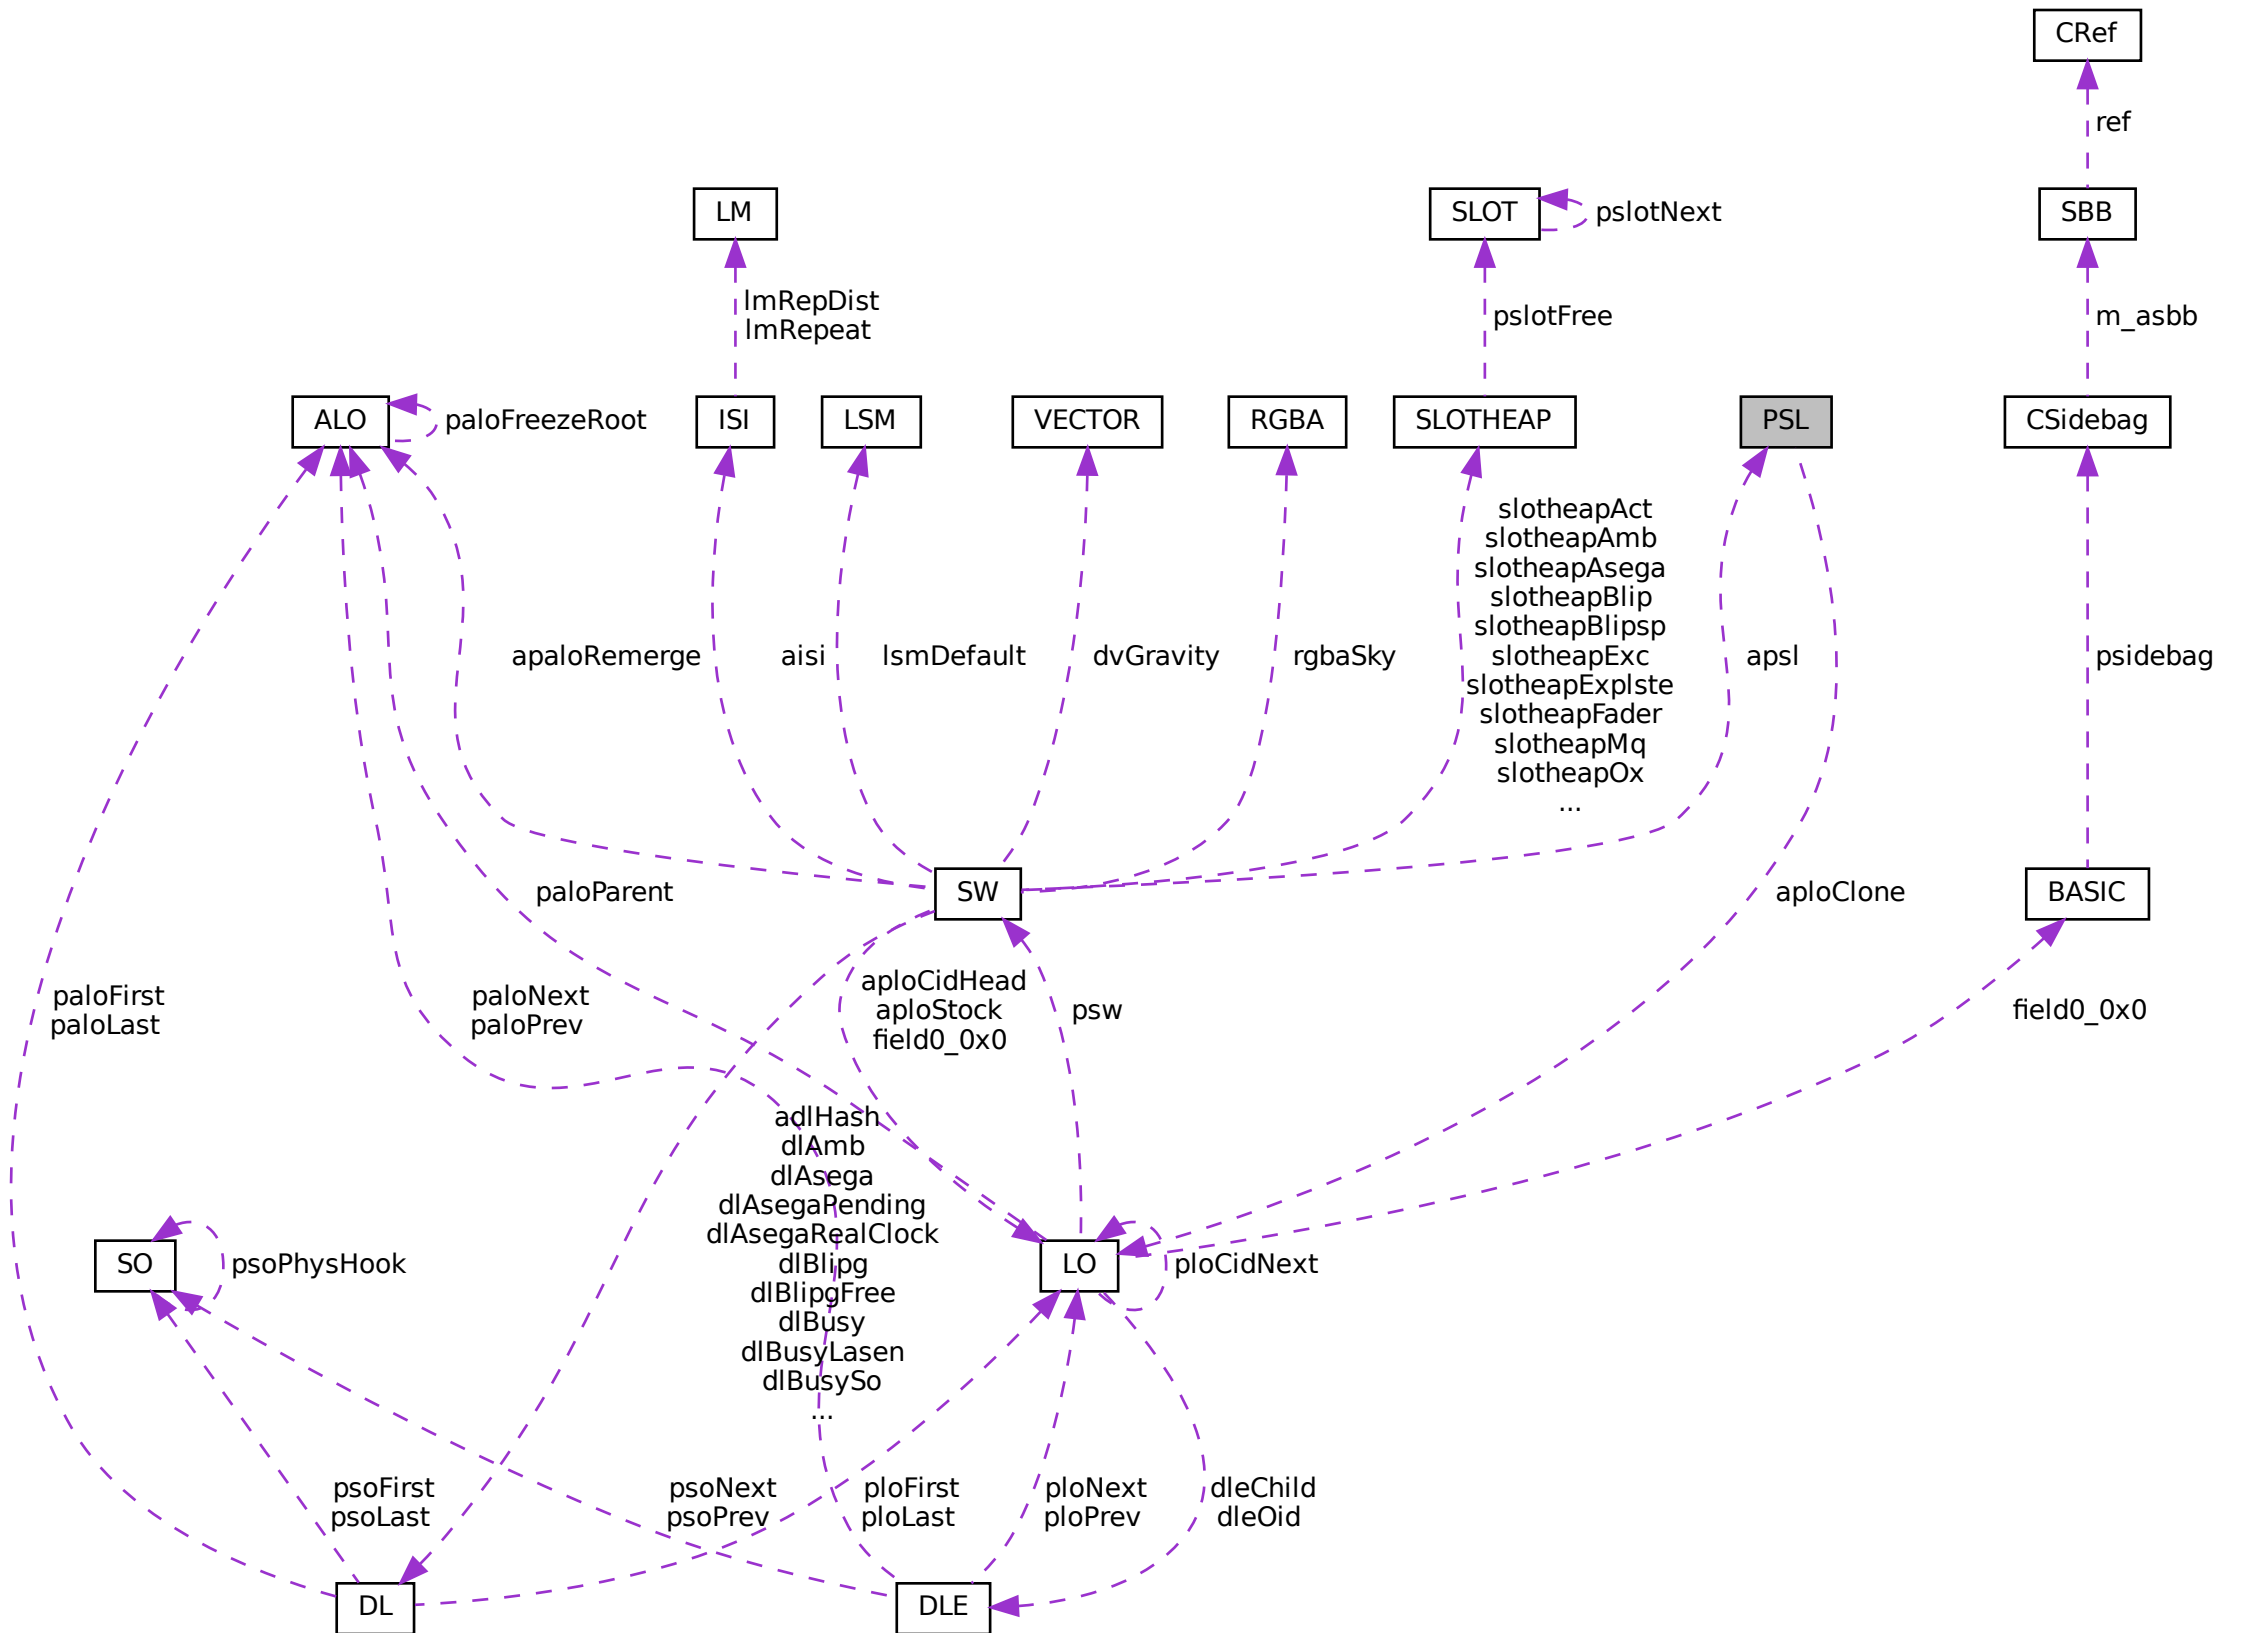 CRef
ref
LM
SLOT
pslotNext
SBB
lmRepDist
lmRepeat
pslotFree
m_asbb
ALO
paloFreezeRoot
ISI
LSM
VECTOR
RGBA
SLOTHEAP
PSL
CSidebag
slotheapAct
slotheapAmb
slotheapAsega
slotheapBlip
slotheapBlipsp
slotheapExc
slotheapExplste
slotheapFader
slotheapMq
slotheapOx
...
apaloRemerge
aisi
lsmDefault
dvGravity
rgbaSky
apsl
psidebag
paloParent
SW
aploClone
BASIC
paloFirst
paloLast
paloNext
paloPrev
aploCidHead
aploStock
field0_0x0
psw
field0_0x0
adlHash
dlAmb
dlAsega
dlAsegaPending
dlAsegaRealClock
dlBlipg
dlBlipgFree
dlBusy
dlBusyLasen
dlBusySo
...
SO
psoPhysHook
LO
ploCidNext
psoFirst
psoLast
psoNext
psoPrev
ploFirst
ploLast
ploNext
ploPrev
dleChild
dleOid
DL
DLE